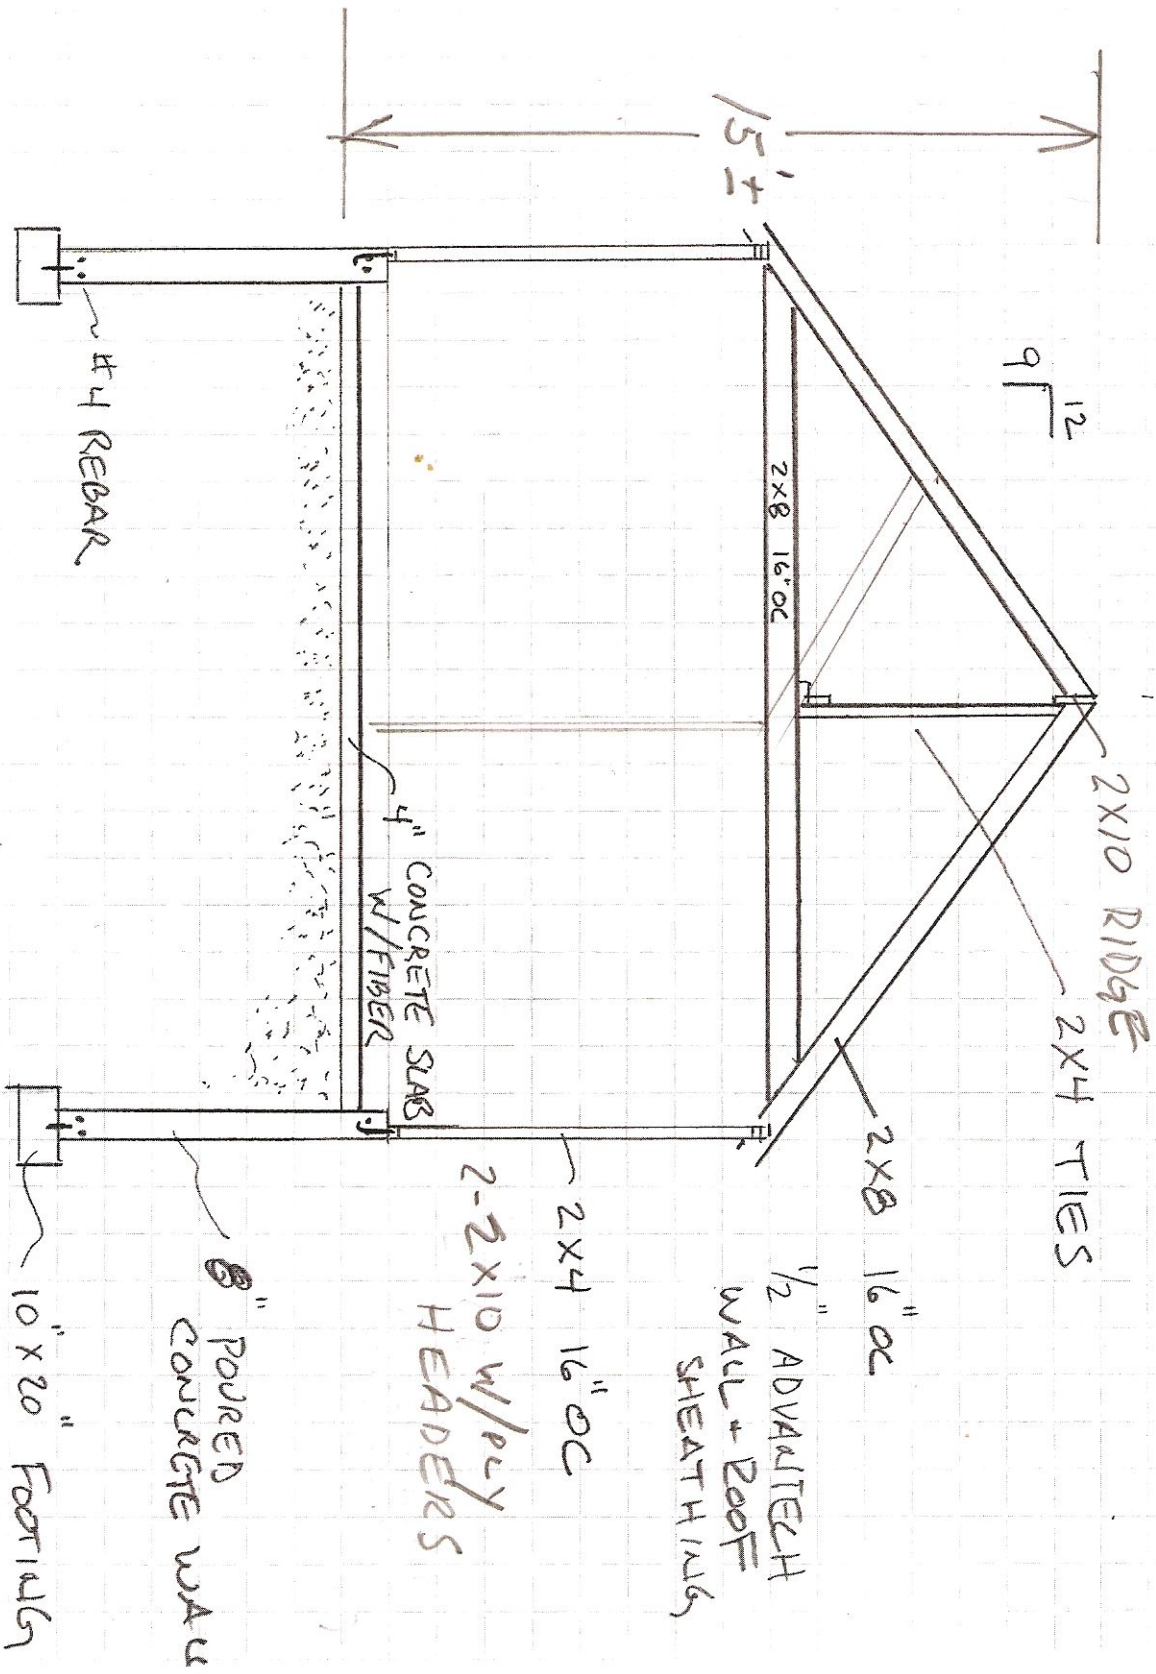 15'±
12
9
2X10 RIDGE
2X4 TIES
2X8 16"OC
2X8 16"OC
1/2" ADVANTECH
WALL + ROOF
SHEATHING
2X4 16"OC
2-2X10 W/PLY
HEADERS
4" CONCRETE SLAB
W/FIBER
#4 REBAR
8" POURED
CONCRETE WALL
10"X20" FOOTING